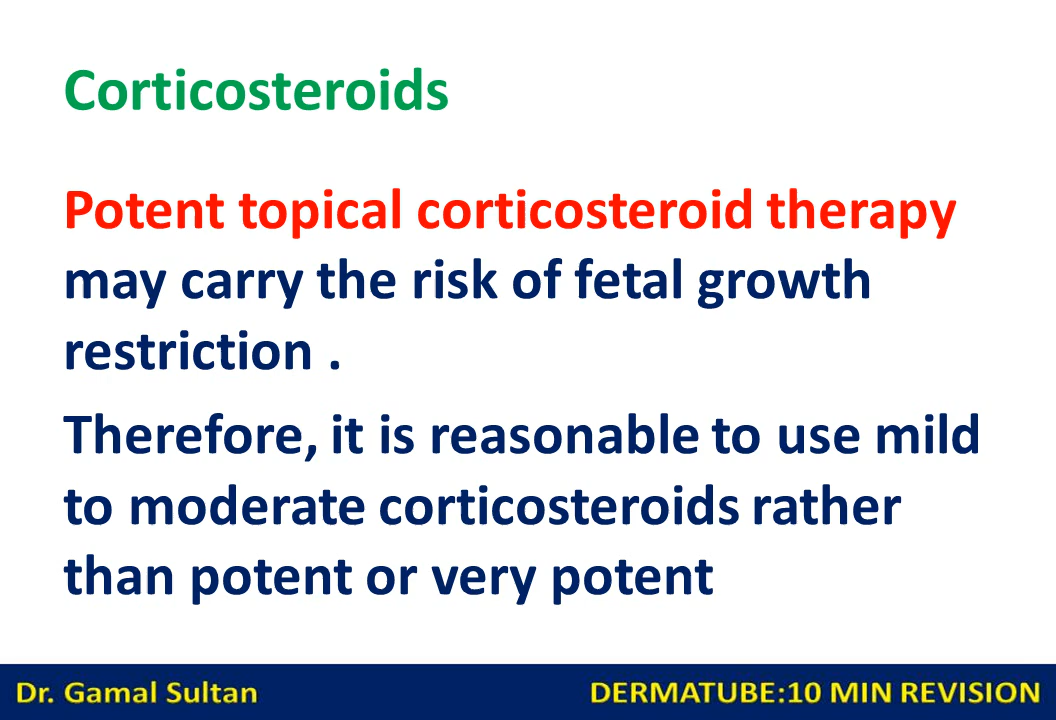 Corticosteroids
Potent topical corticosteroid therapy
may carry the risk of fetal growth
restriction .
Therefore, it is reasonable to use mild
to moderate corticosteroids rather
than potent or very potent
Dr. Gamal Sultan
DERMATUBE:10 MIN REVISION